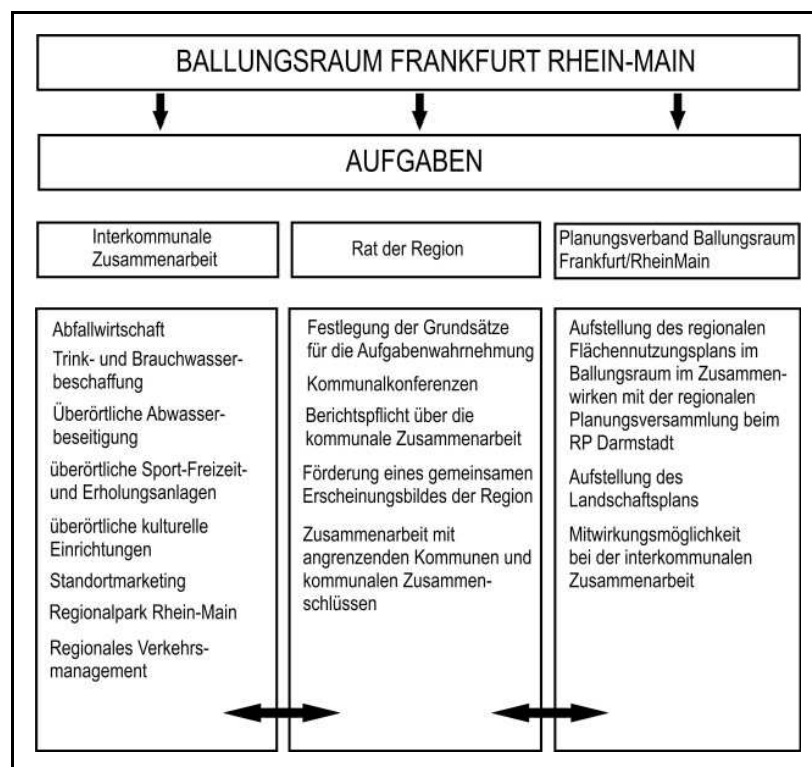 BALLUNGSRAUM FRANKFURT RHEIN-MAIN
AUFGABEN
Interkommunale
Zusammenarbeit
Rat der Region
Planungsverband Ballungsraum
Frankfurt/RheinMain
Abfallwirtschaft
Trink- und Brauchwasser-
beschaffung
Überörtliche Abwasser-
beseitigung
überörtliche Sport-Freizeit-
und Erholungsanlagen
überörtliche kulturelle
Einrichtungen
Standortmarketing
Regionalpark Rhein-Main
Regionales Verkehrs-
management
Festlegung der Grundsätze
für die Aufgabenwahrnehmung
Kommunalkonferenzen
Berichtspflicht über die
kommunale Zusammenarbeit
Förderung eines gemeinsamen
Erscheinungsbildes der Region
Zusammenarbeit mit
angrenzenden Kommunen und
kommunalen Zusammen-
schlüssen
Aufstellung des regionalen
Flächennutzungsplans im
Ballungsraum im Zusammen-
wirken mit der regionalen
Planungsversammlung beim
RP Darmstadt
Aufstellung des
Landschaftsplans
Mitwirkungsmöglichkeit
bei der interkommunalen
Zusammenarbeit